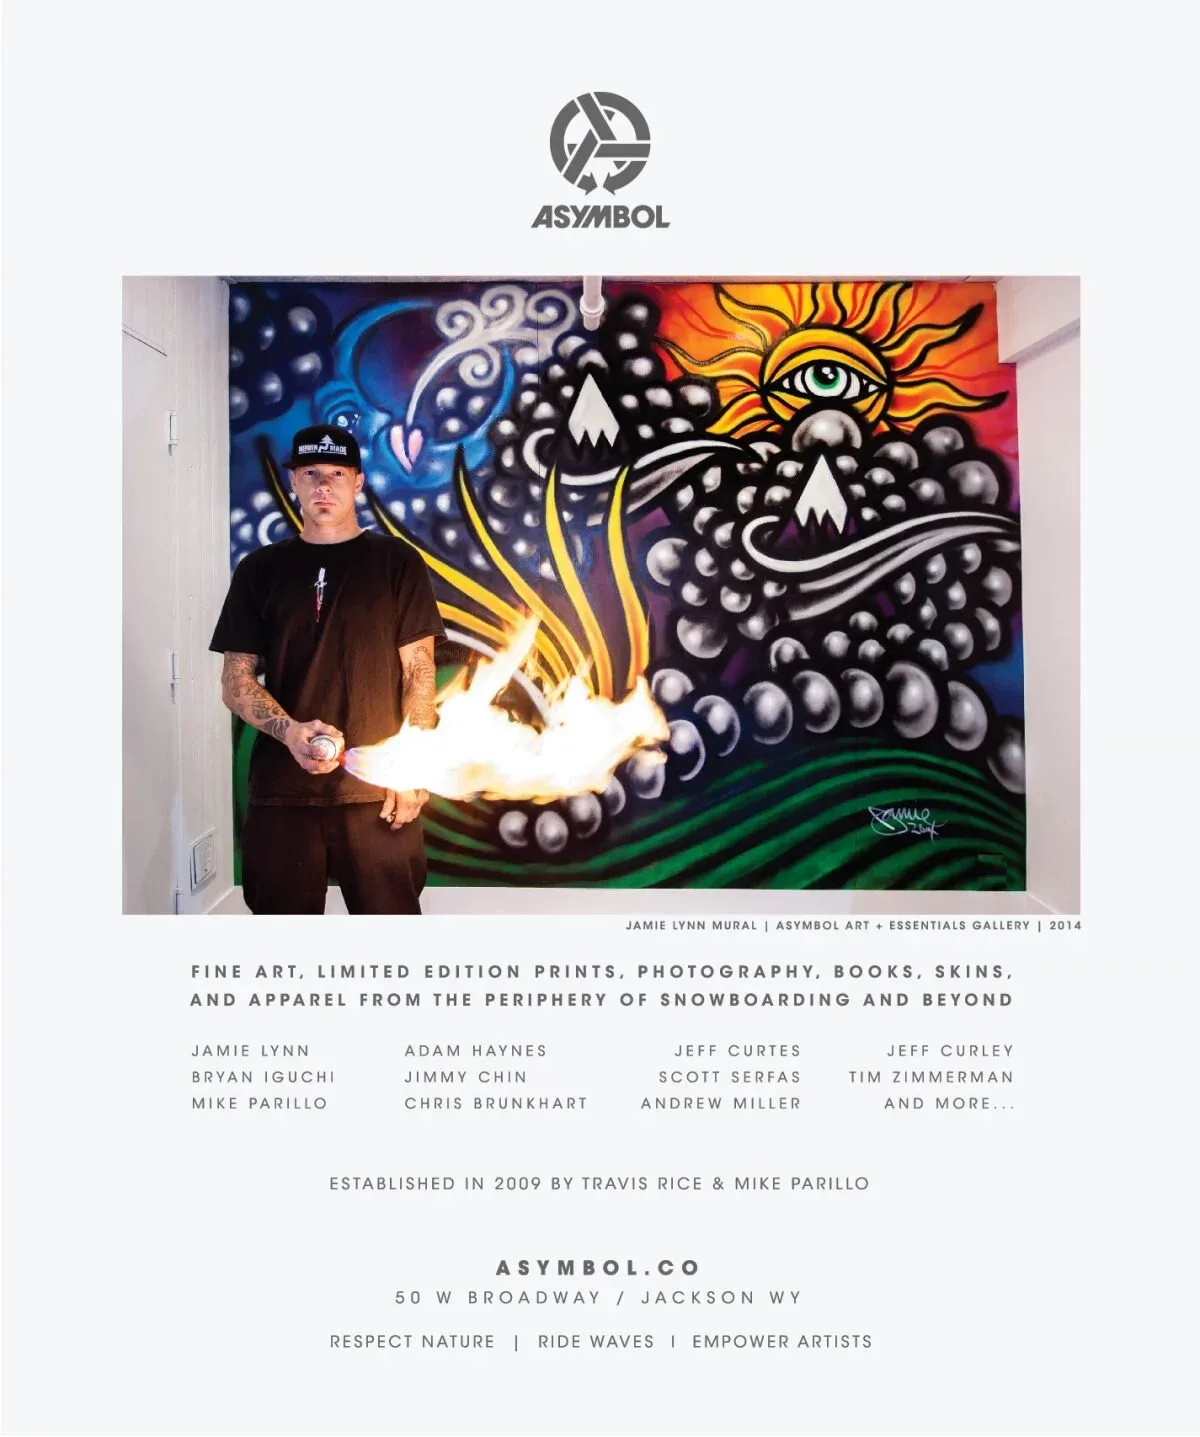 ASYMBOL
JAMIE LYNN MURAL | ASYMBOL ART + ESSENTIALS GALLERY | 2014
FINE ART, LIMITED EDITION PRINTS, PHOTOGRAPHY, BOOKS, SKINS,
AND APPAREL FROM THE PERIPHERY OF SNOWBOARDING AND BEYOND
JAMIE LYNN
BRYAN IGUCHI
MIKE PARILLO
ADAM HAYNES
JIMMY CHIN
CHRIS BRUNKHART
JEFF CURTES
SCOTT SERFAS
ANDREW MILLER
JEFF CURLEY
TIM ZIMMERMAN
AND MORE...
ESTABLISHED IN 2009 BY TRAVIS RICE & MIKE PARILLO
ASYMBOL.CO
50 W BROADWAY / JACKSON WY
RESPECT NATURE | RIDE WAVES I EMPOWER ARTISTS